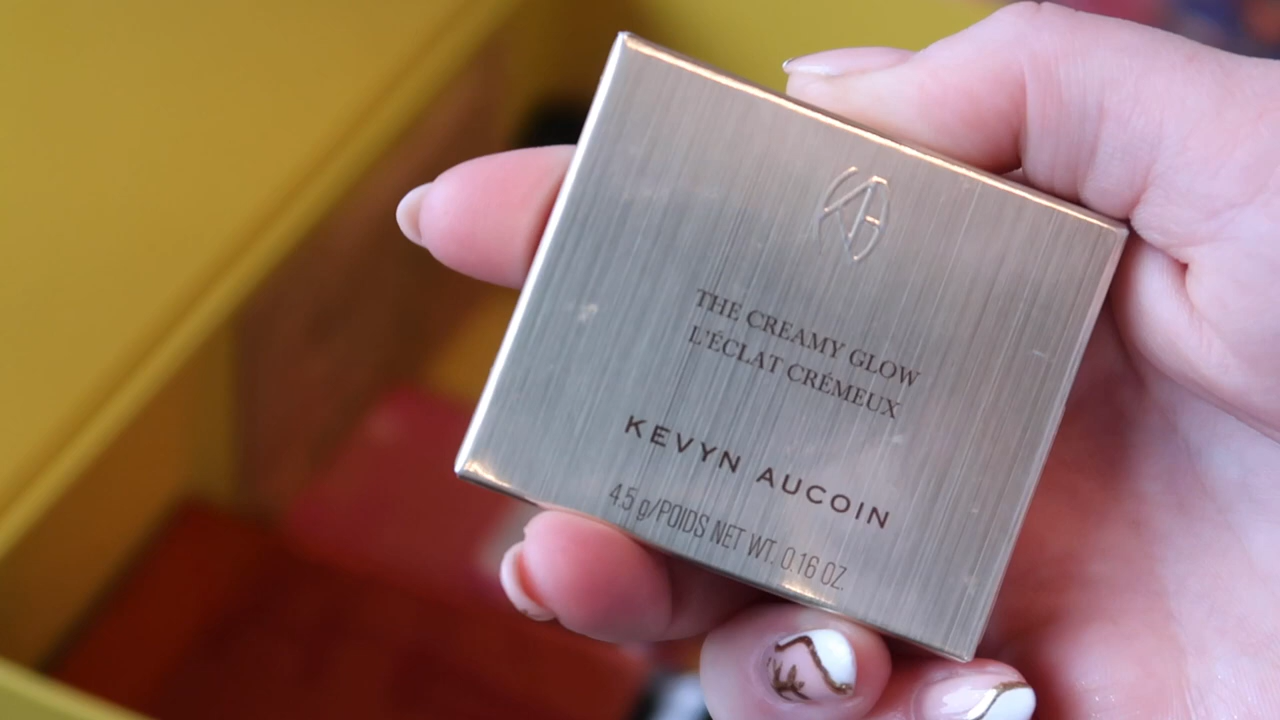 THE CREAMY GLOW
L'ÉCLAT CRÉMEUX
KEVYN AUCOIN
4.5 g/POIDS NET WT. 0.16 OZ.